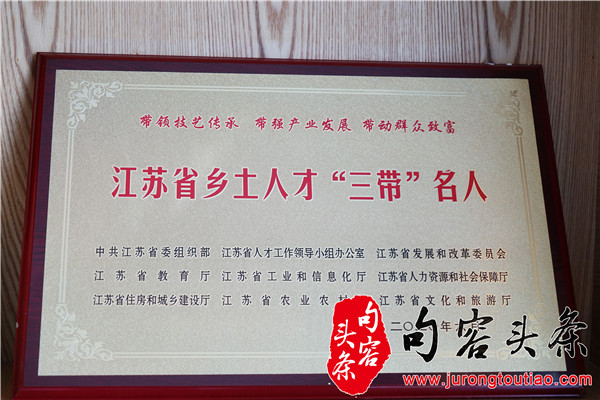 带领技艺传承 带强产业发展 带动群众致富
江苏省乡土人才“三带”名人
中共江苏省委组织部 江苏省人才工作领导小组办公室 江苏省发展和改革委员会
江苏省教育厅 江苏省工业和信息化厅 江苏省人力资源和社会保障厅
江苏省住房和城乡建设厅 江苏省农业农村 江苏省文化和旅游厅
二〇 年 月
句容头条
句容头条
www.jurongtoutiao.com